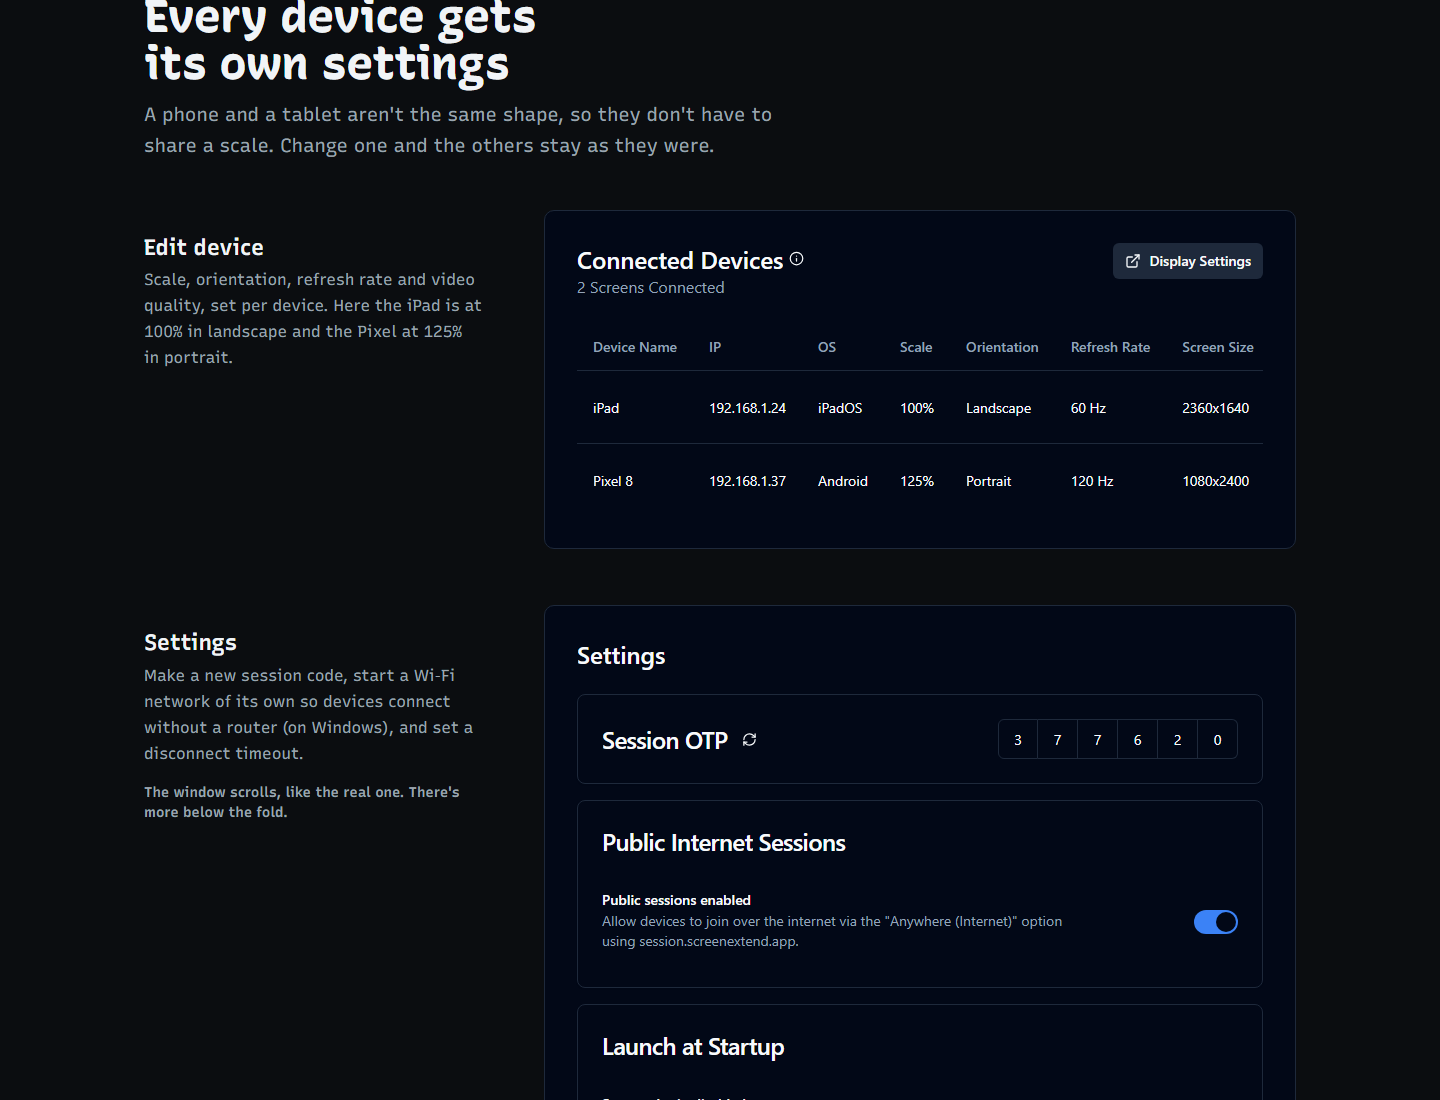 Every device gets
its own settings
A phone and a tablet aren't the same shape, so they don't have to
share a scale. Change one and the others stay as they were.
Edit device
Scale, orientation, refresh rate and video
quality, set per device. Here the iPad is at
100% in landscape and the Pixel at 125%
in portrait.
Connected Devices
2 Screens Connected
Display Settings
Device Name IP OS Scale Orientation Refresh Rate Screen Size
iPad 192.168.1.24 iPadOS 100% Landscape 60 Hz 2360x1640
Pixel 8 192.168.1.37 Android 125% Portrait 120 Hz 1080x2400
Settings
Make a new session code, start a Wi-Fi
network of its own so devices connect
without a router (on Windows), and set a
disconnect timeout.
The window scrolls, like the real one. There's
more below the fold.
Settings
Session OTP 3 7 7 6 2 0
Public Internet Sessions
Public sessions enabled
Allow devices to join over the internet via the "Anywhere (Internet)" option
using session.screenextend.app.
Launch at Startup